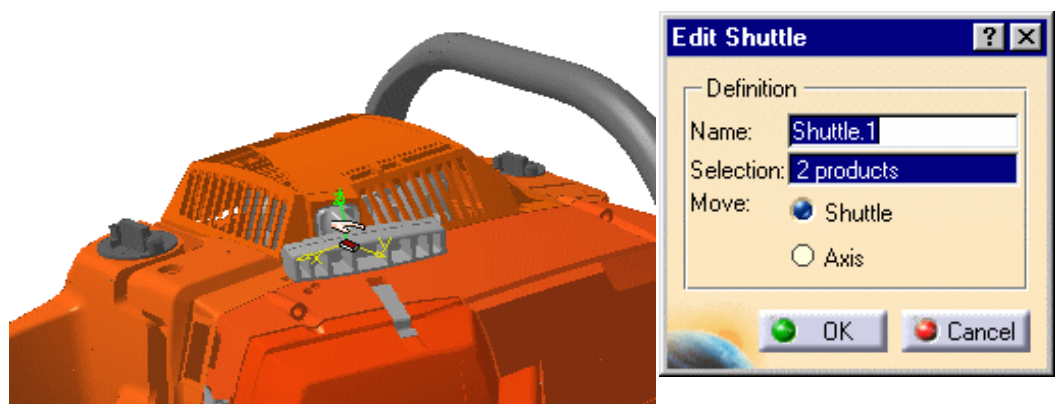 Edit Shuttle
Definition
Name: Shuttle.1
Selection: 2 products
Move: Shuttle
Axis
OK Cancel